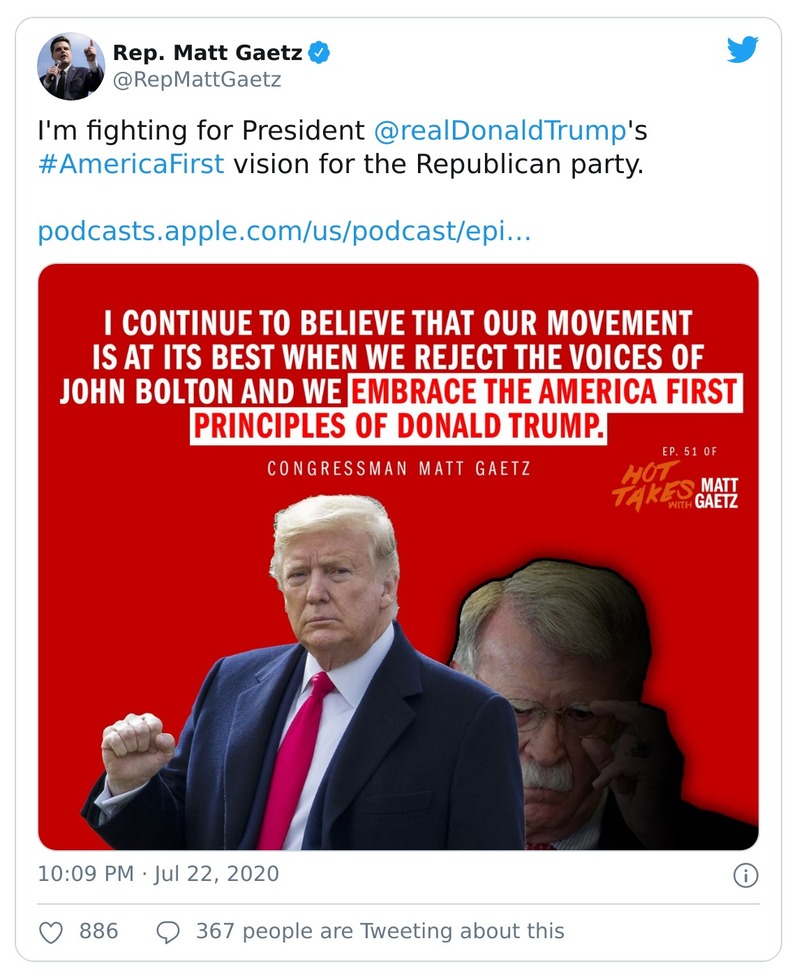 Rep. Matt Gaetz
@RepMattGaetz
I'm fighting for President @realDonaldTrump's
#AmericaFirst vision for the Republican party.
podcasts.apple.com/us/podcast/epi…
I CONTINUE TO BELIEVE THAT OUR MOVEMENT
IS AT ITS BEST WHEN WE REJECT THE VOICES OF
JOHN BOLTON AND WE EMBRACE THE AMERICA FIRST
PRINCIPLES OF DONALD TRUMP.
CONGRESSMAN MATT GAETZ
EP. 51 OF
HOT
TAKES
WITH
MATT
GAETZ
10:09 PM · Jul 22, 2020
886
367 people are Tweeting about this